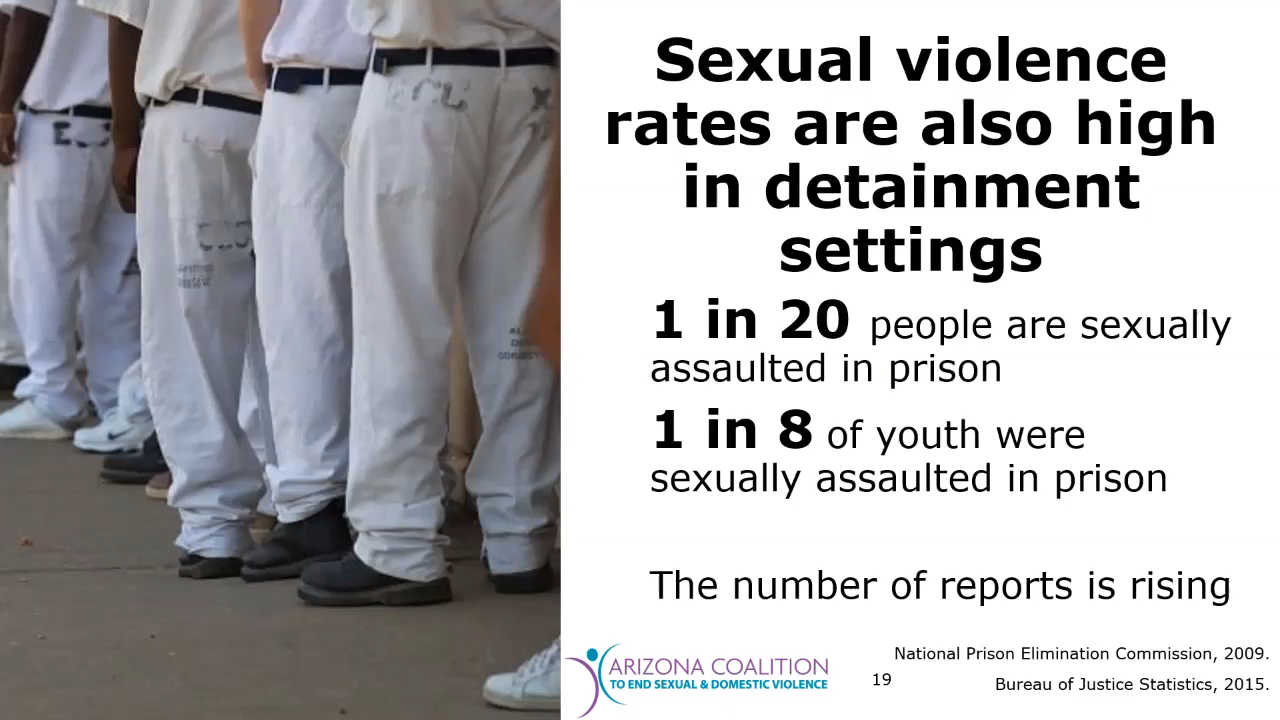 Sexual violence
rates are also high
in detainment
settings
1 in 20 people are sexually
assaulted in prison
1 in 8 of youth were
sexually assaulted in prison
The number of reports is rising
ARIZONA COALITION
TO END SEXUAL & DOMESTIC VIOLENCE
19
National Prison Elimination Commission, 2009.
Bureau of Justice Statistics, 2015.